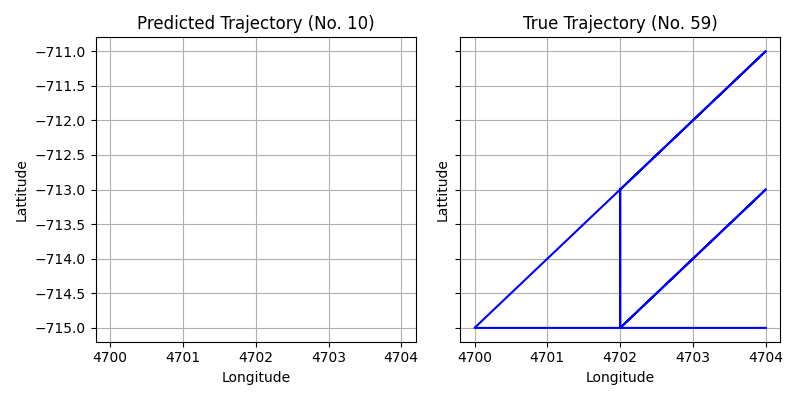 Predicted Trajectory (No. 10)
True Trajectory (No. 59)
−711.0
−711.5
−712.0
−712.5
−713.0
−713.5
−714.0
−714.5
−715.0
Lattitude
Lattitude
4700 4701 4702 4703 4704
4700 4701 4702 4703 4704
Longitude
Longitude